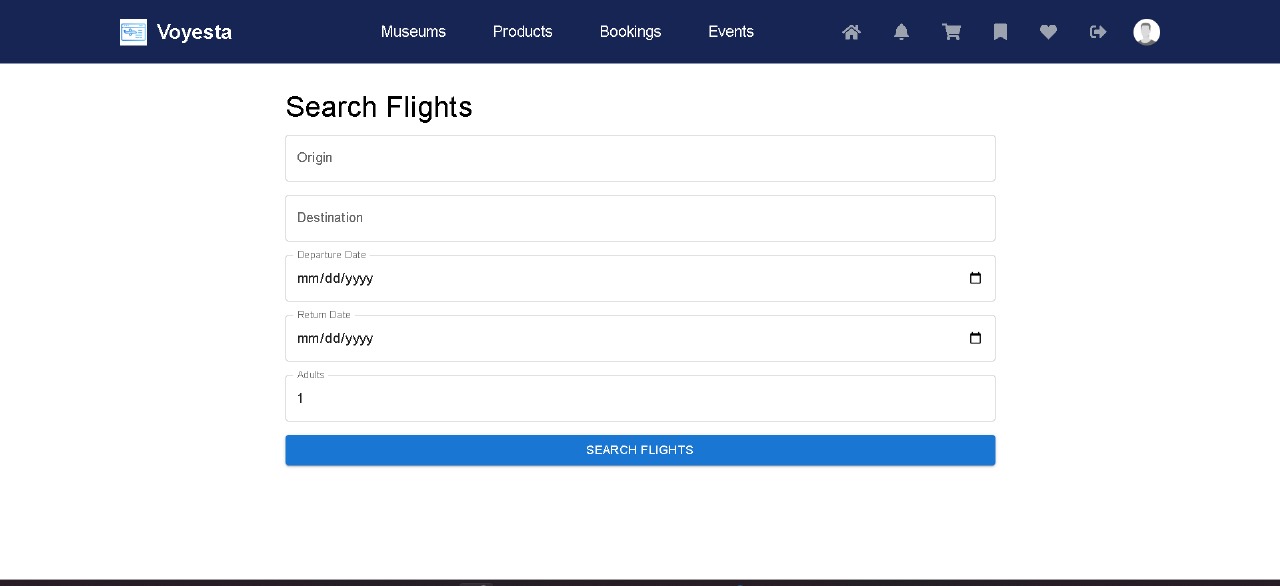 Voyesta Museums Products Bookings Events
Search Flights
Origin
Destination
Departure Date
mm/dd/yyyy
Return Date
mm/dd/yyyy
Adults
1
SEARCH FLIGHTS